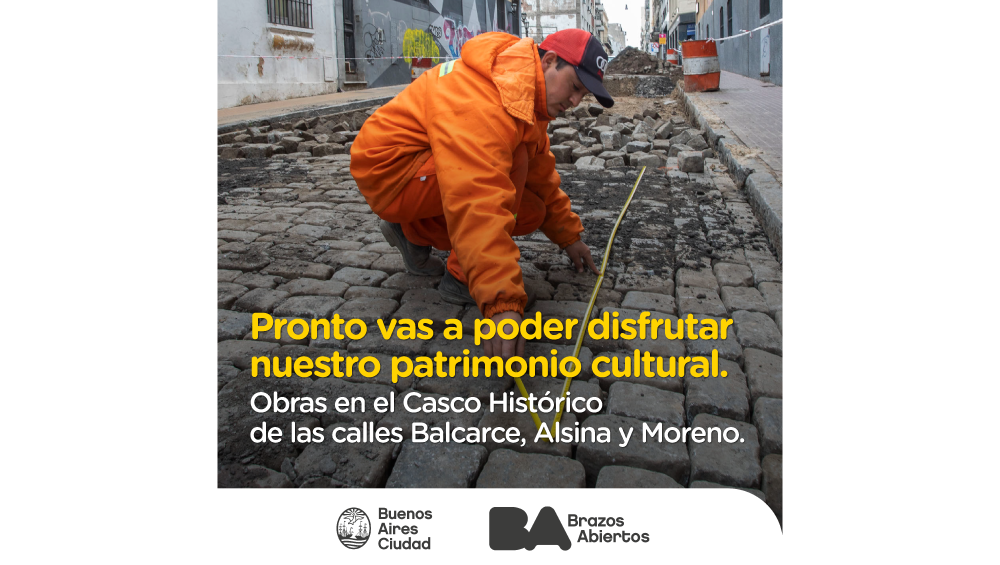 Pronto vas a poder disfrutar
nuestro patrimonio cultural.
Obras en el Casco Histórico
de las calles Balcarce, Alsina y Moreno.
Buenos
Aires
Ciudad
BA
Brazos
Abiertos